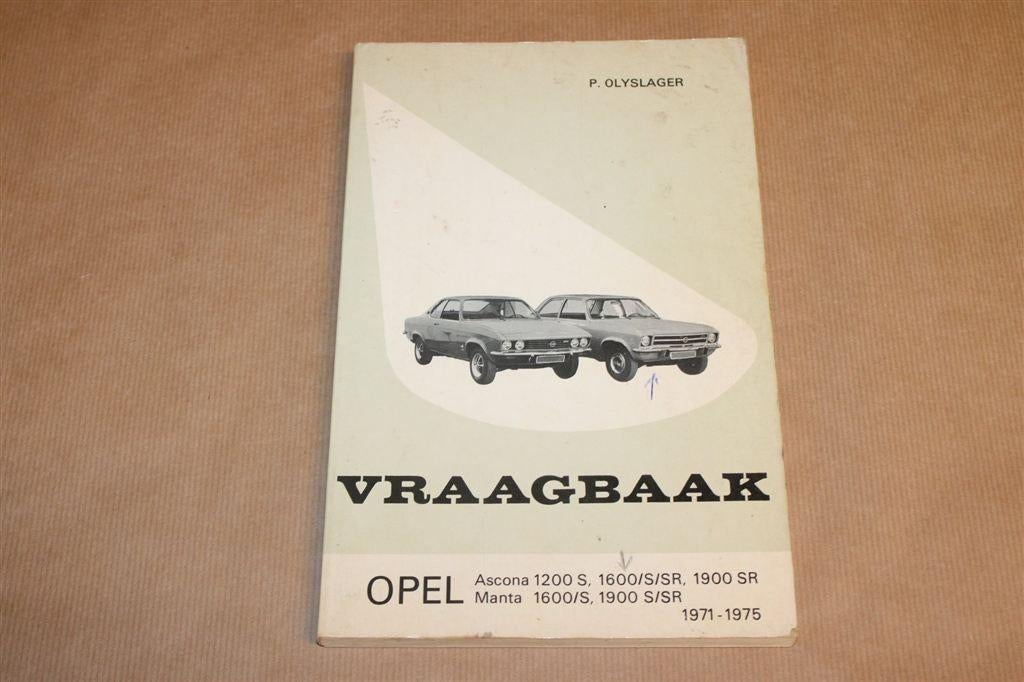 P. OLYSLAGER
VRAAGBAAK
OPEL
Ascona 1200 S, 1600/S/SR, 1900 SR
Manta 1600/S, 1900 S/SR
1971-1975